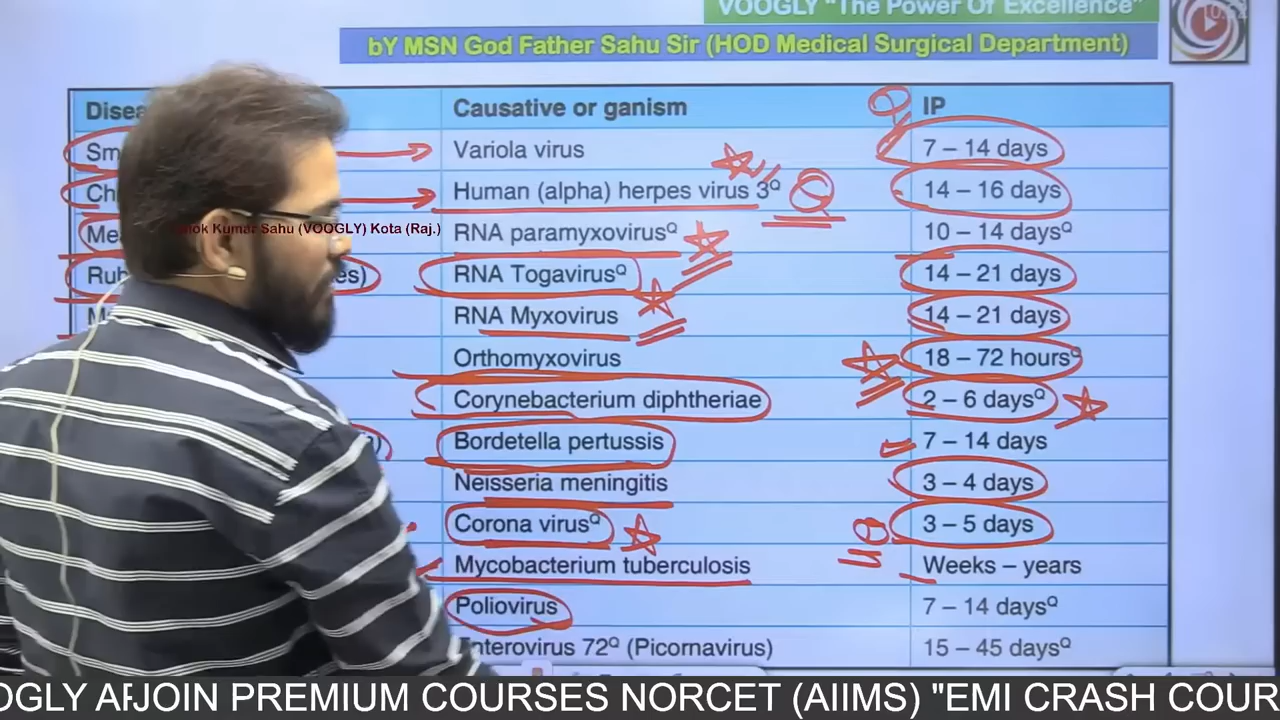 VOOGLY "The Power Of Excellence"
bY MSN God Father Sahu Sir (HOD Medical Surgical Department)
Causative or ganism IP
Variola virus 7 – 14 days
Human (alpha) herpes virus 3Q 14 – 16 days
RNA paramyxovirusQ 10 – 14 daysQ
Kumar Sahu (VOOGLY) Kota (Raj.)
RNA TogavirusQ 14 – 21 days
RNA Myxovirus 14 – 21 days
Orthomyxovirus 18 – 72 hoursQ
Corynebacterium diphtheriae 2 – 6 daysQ
Bordetella pertussis 7 – 14 days
Neisseria meningitis 3 – 4 days
Corona virusQ 3 – 5 days
Mycobacterium tuberculosis Weeks – years
Poliovirus 7 – 14 daysQ
Enterovirus 72Q (Picornavirus) 15 – 45 daysQ
JOIN PREMIUM COURSES NORCET (AIIMS) "EMI CRASH COUR